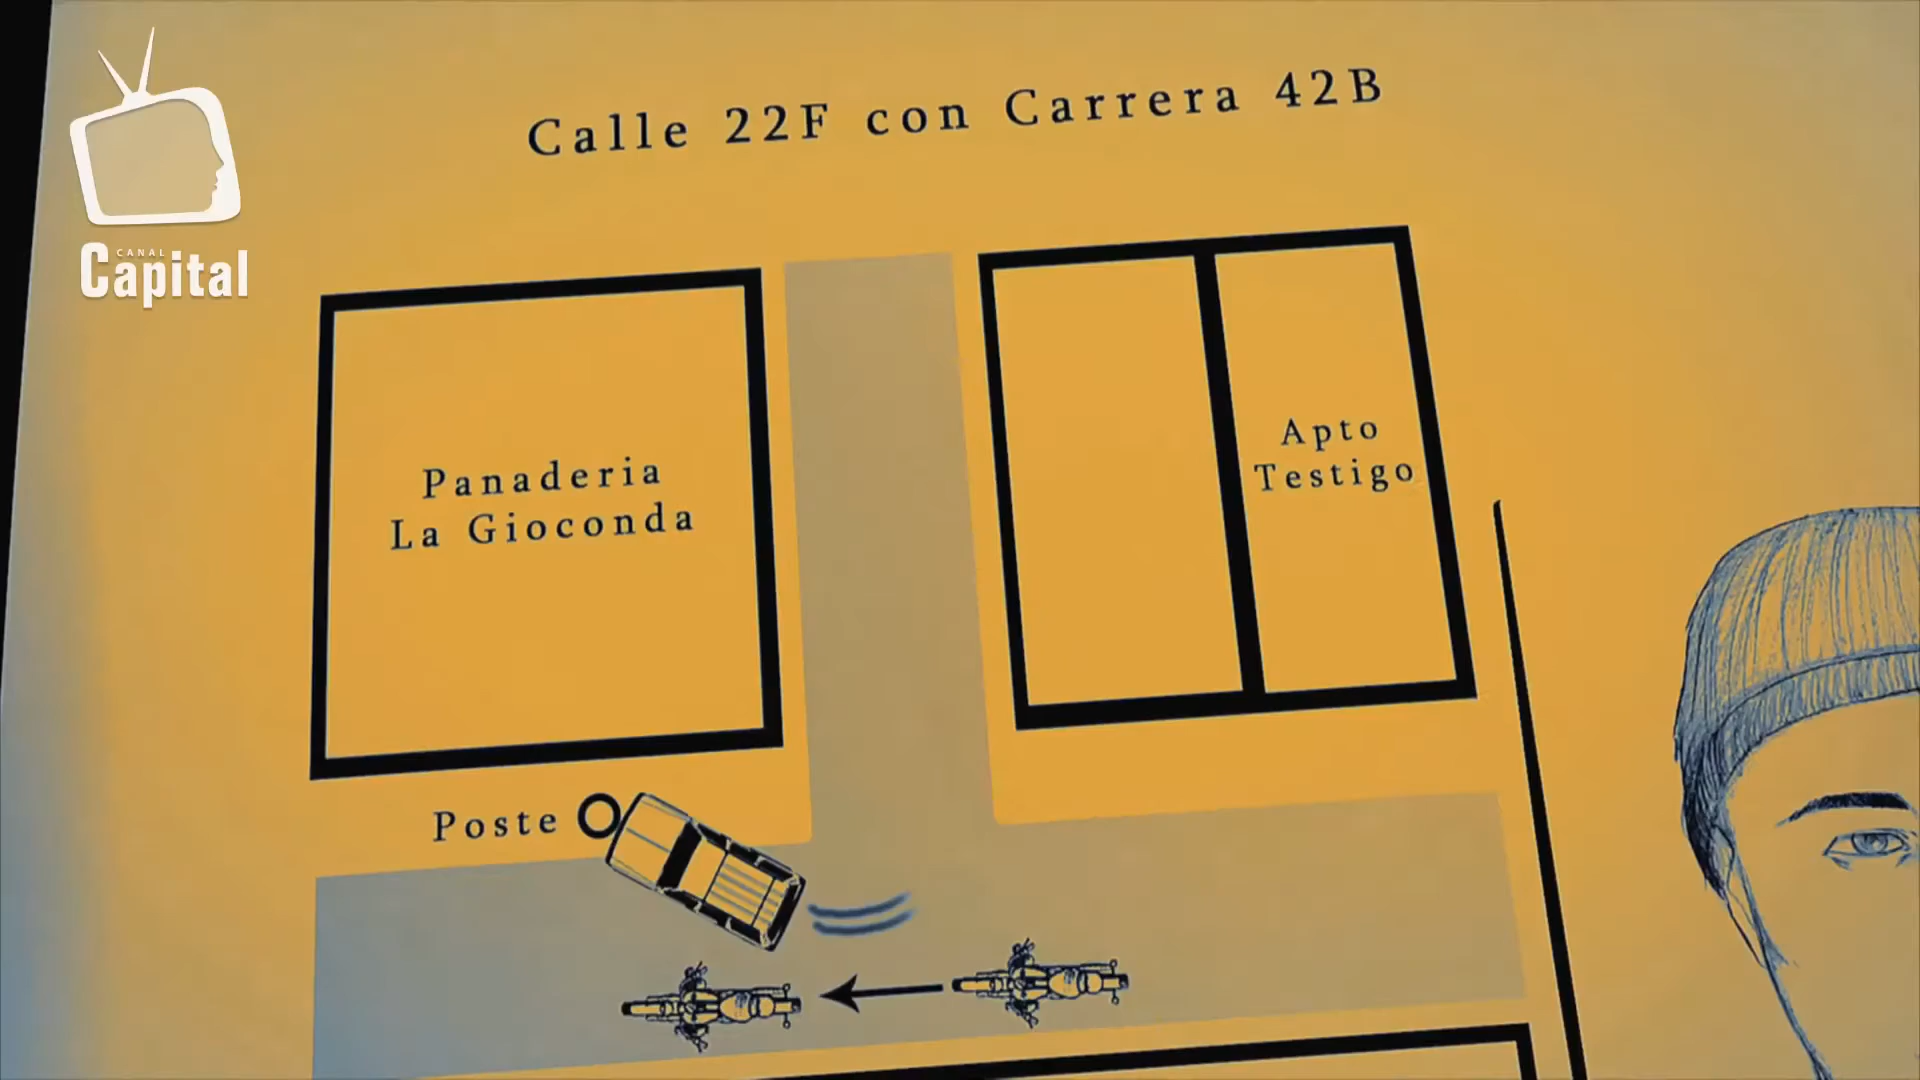 Calle 22F con Carrera 42B
CANAL
Capital
Panaderia
La Gioconda
Apto
Testigo
Poste